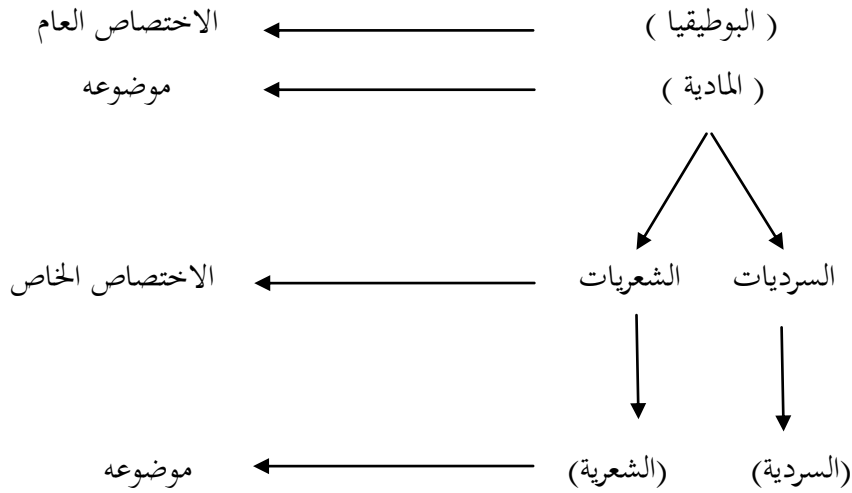 ( البوطيقيا ) الاختصاص العام
( المادية ) موضوعه
السرديات الشعريات الاختصاص الخاص
(السردية) (الشعرية) موضوعه